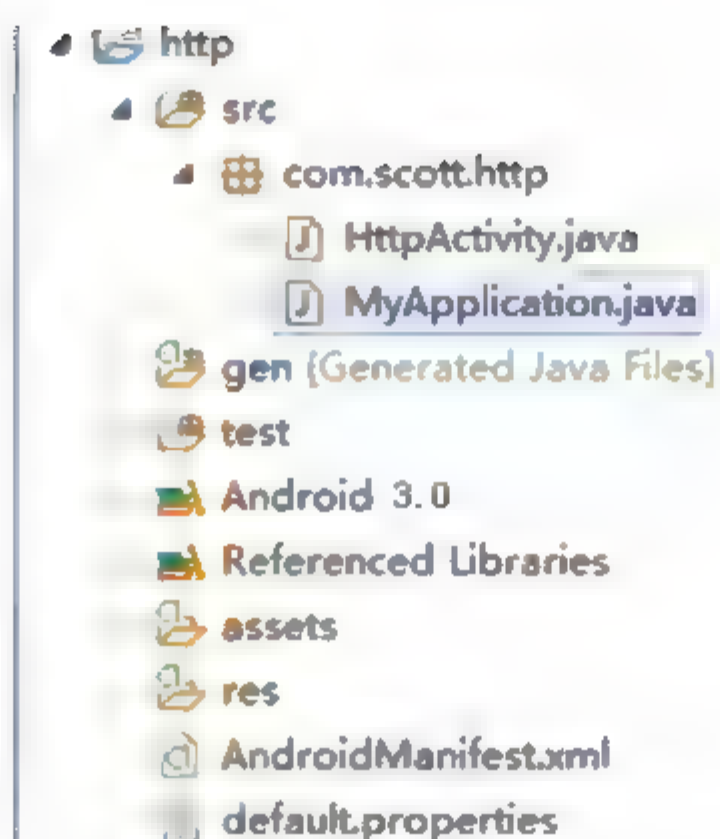 http
src
com.scott.http
HttpActivity.java
MyApplication.java
gen [Generated Java Files]
test
Android 3.0
Referenced Libraries
assets
res
AndroidManifest.xml
default.properties